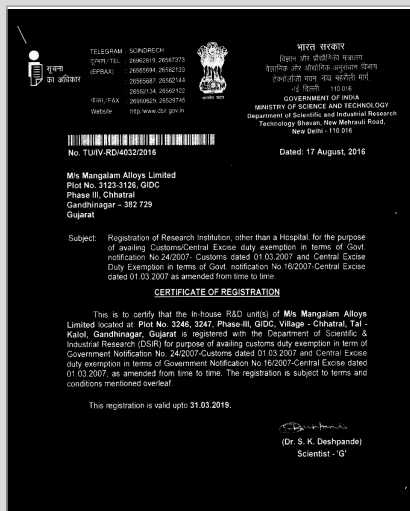 सूचना
का अधिकार
TELEGRAM : SCINDRECH
दूरभाष/TEL : 26962819, 26567373
(EPBAX) : 26565694, 26562133
26565687, 26562144
26562134, 26562122
फैक्स/FAX : 26960629, 26529745
Website : http:/www.dsir.gov.in
भारत सरकार
विज्ञान और प्रौद्योगिकी मंत्रालय
वैज्ञानिक और औद्योगिक अनुसंधान विभाग
टेक्नोलॉजी भवन, नया महरौली मार्ग,
नई दिल्ली - 110 016
GOVERNMENT OF INDIA
MINISTRY OF SCIENCE AND TECHNOLOGY
Department of Scientific and Industrial Research
Technology Bhavan, New Mehrauli Road,
New Delhi - 110 016
No. TU/IV-RD/4032/2016
Dated: 17 August, 2016
M/s Mangalam Alloys Limited
Plot No. 3123-3126, GIDC
Phase III, Chhatral
Gandhinagar – 382 729
Gujarat
Subject: Registration of Research Institution, other than a Hospital, for the purpose
of availing Customs/Central Excise duty exemption in terms of Govt.
notification No.24/2007- Customs dated 01.03.2007 and Central Excise
Duty Exemption in terms of Govt. notification No.16/2007-Central Excise
dated 01.03.2007 as amended from time to time.
CERTIFICATE OF REGISTRATION
This is to certify that the In-house R&D unit(s) of M/s Mangalam Alloys
Limited located at: Plot No. 3246, 3247, Phase-III, GIDC, Village - Chhatral, Tal -
Kalol, Gandhinagar, Gujarat is registered with the Department of Scientific &
Industrial Research (DSIR) for purpose of availing customs duty exemption in term of
Government Notification No. 24/2007-Customs dated 01.03.2007 and Central Excise
duty exemption in terms of Government Notification No.16/2007-Central Excise dated
01.03.2007, as amended from time to time. The registration is subject to terms and
conditions mentioned overleaf.
This registration is valid upto 31.03.2019.
(Dr. S. K. Deshpande)
Scientist - 'G'